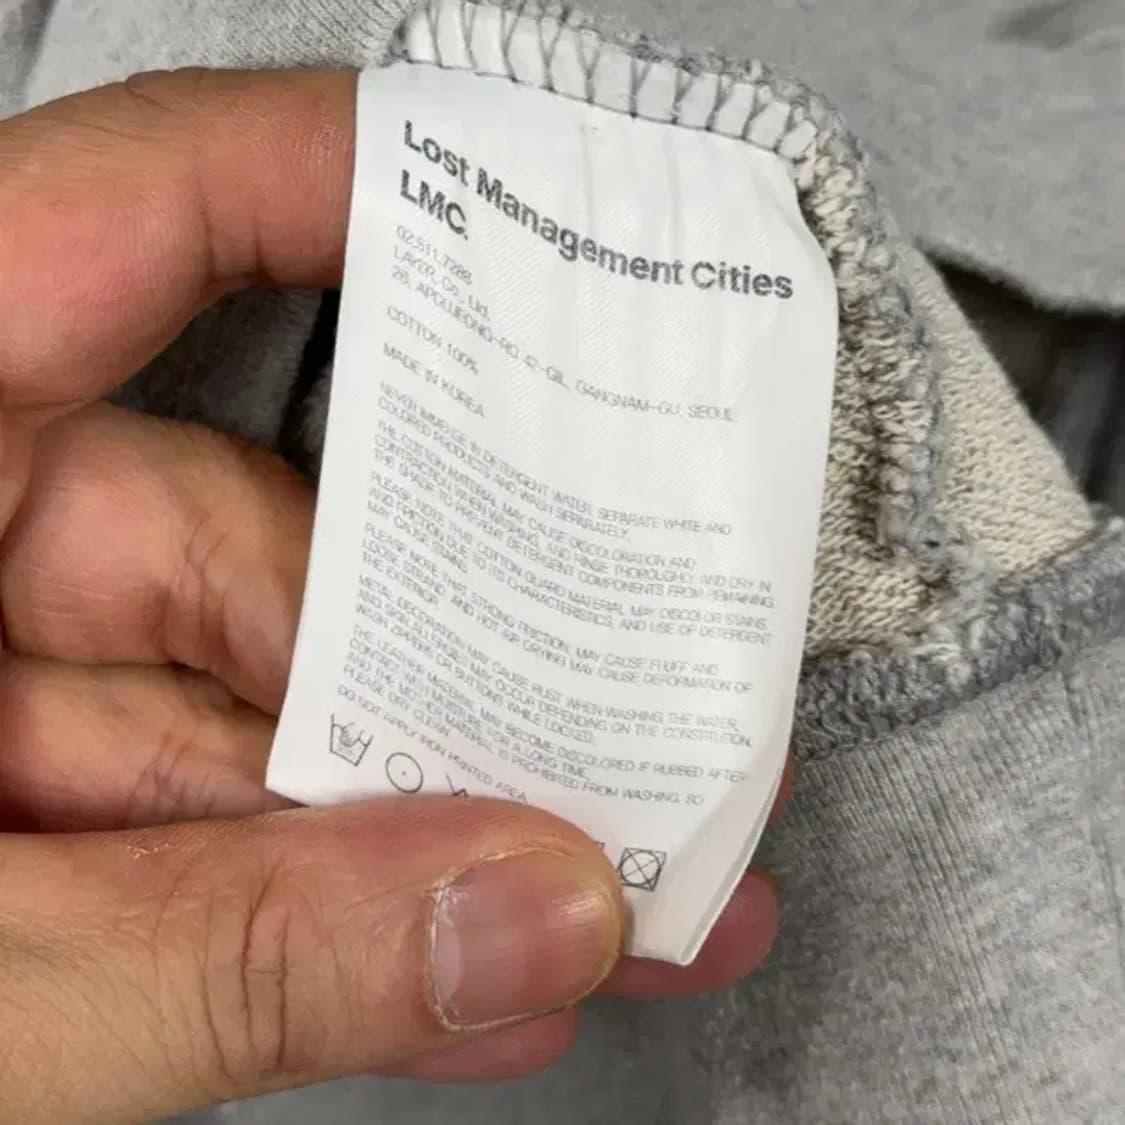 Lost Management Cities
LMC.
02.511.7288
LAYER. Co., Ltd.
28, APGUJEONG-RO 42-GIL, GANGNAM-GU, SEOUL
COTTON 100%
MADE IN KOREA
NEVER IMMERGE IN DETERGENT WATER, SEPARATE WHITE AND
COLORED PRODUCTS AND WASH SEPARATELY.
THE COTTON MATERIAL MAY CAUSE DISCOLORATION AND
CONTRACTION WHEN WASHING, AND RINSE THOROUGHLY AND DRY IN
THE SHADE TO PREVENT DETERGENT COMPONENTS FROM REMAINING.
PLEASE NOTE THAT COTTON GUARD MATERIAL MAY DISCOLOR STAINS,
AND FRICTION DUE TO ITS CHARACTERISTICS, AND USE OF DETERGENT
MAY CAUSE STAINS.
PLEASE NOTE THAT STRONG FRICTION, MAY CAUSE FLUFF AND
LOOSE STRAND AND HOT AIR DRYING MAY CAUSE DEFORMATION OF
THE EXTERIOR.
METAL DECORATION MAY CAUSE RUST WHEN WASHING THE WATER,
AND SKIN ALLERGIES MAY OCCUR DEPENDING ON THE CONSTITUTION.
WASH ZIPPERS OR BUTTONS WHILE LOCKED.
THE LEATHER MATERIAL MAY BECOME DISCOLORED IF RUBBED AFTER
CONTACT WITH MOISTURE FOR A LONG TIME,
AND THE MOTHED MATERIAL IS PROHIBITED FROM WASHING, SO
PLEASE DRY CLEAN.
DO NOT APPLY IRON PRINTED AREA.